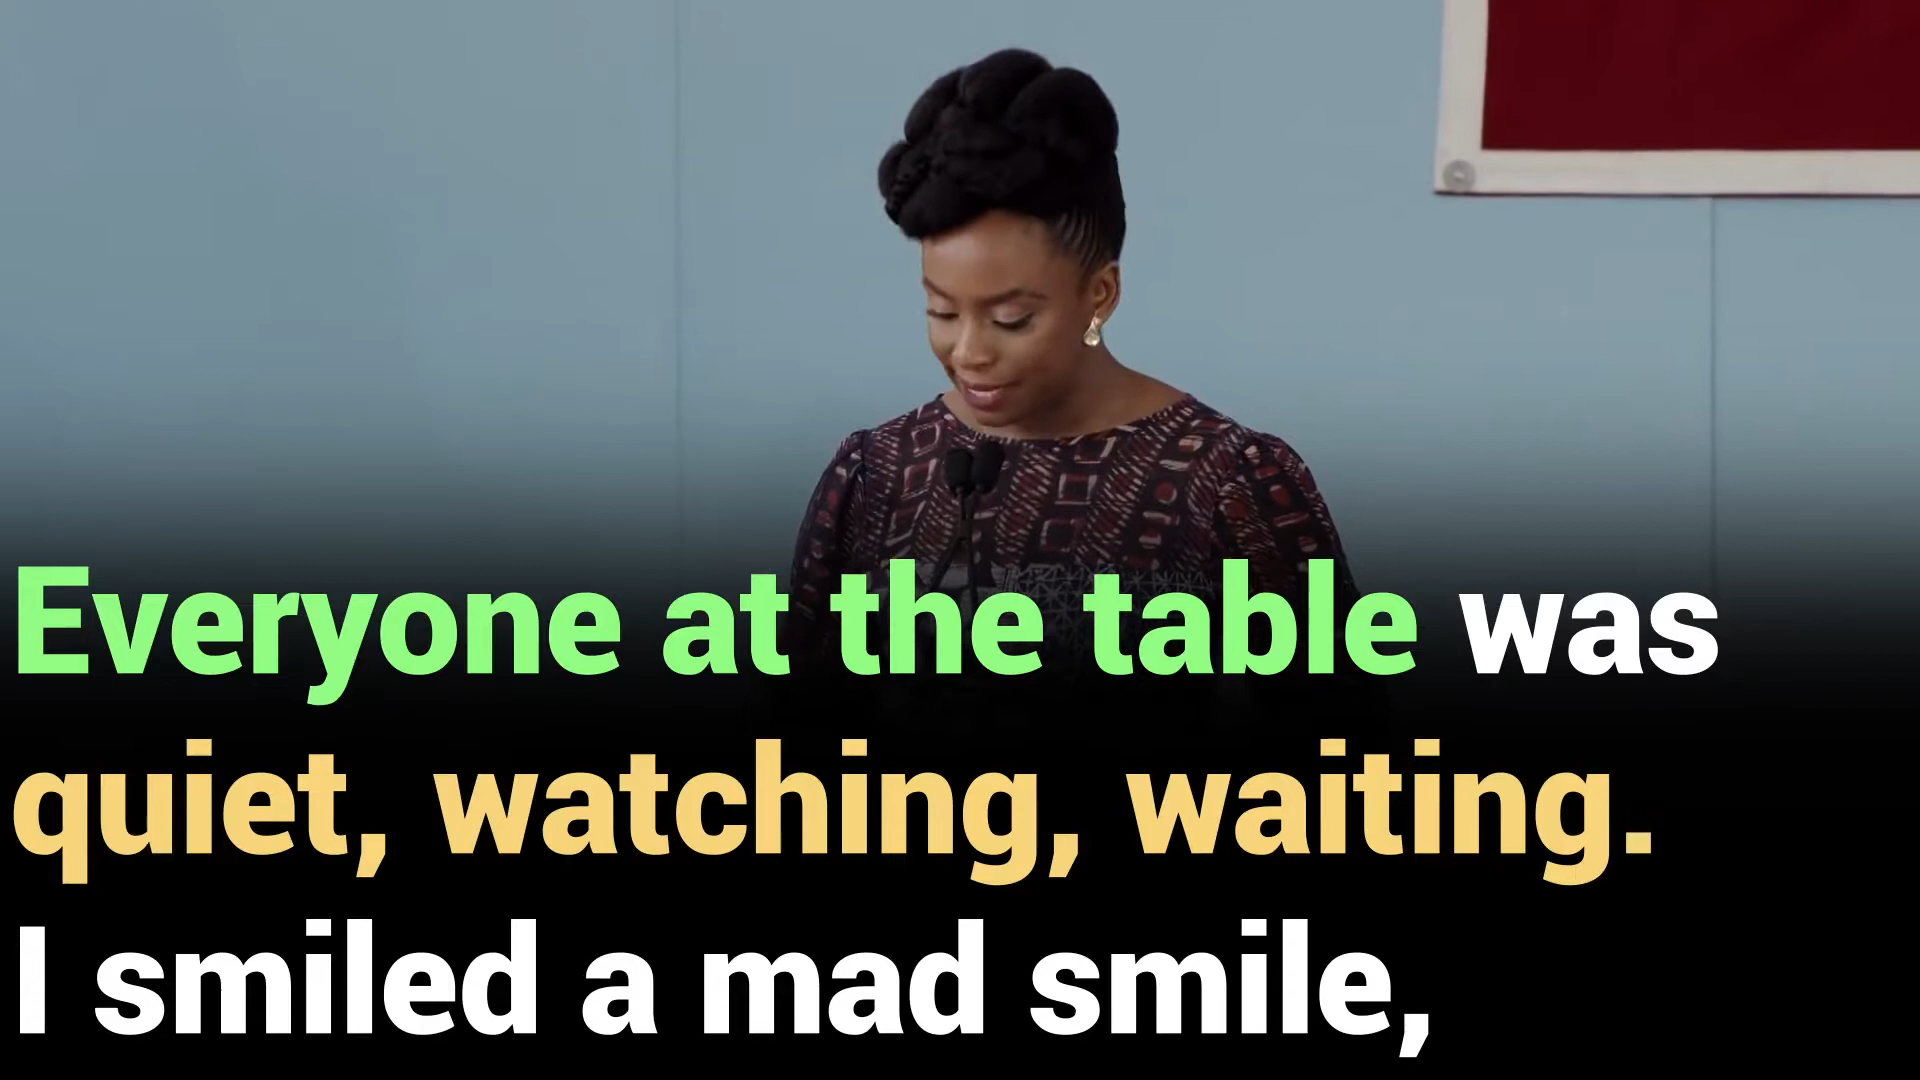 Everyone at the table was
quiet, watching, waiting.
I smiled a mad smile,